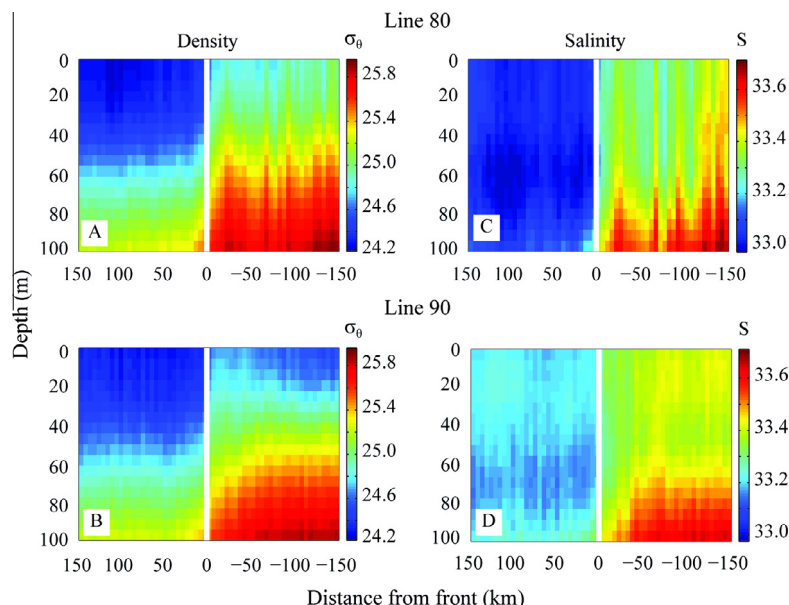 Line 80
Density σθ Salinity S
0 25.8 0 33.6
20 25.4 20 33.4
40 25.0 40
60 60 33.2
80 24.6 80
A C
100 24.2 100 33.0
150 100 50 0 −50 −100 −150 150 100 50 0 −50 −100 −150
Depth (m)
Line 90
σθ S
0 25.8 0 33.6
20 25.4 20
40 25.0 40 33.4
60 60 33.2
80 24.6 80
B D
100 24.2 100 33.0
150 100 50 0 −50 −100 −150 150 100 50 0 −50 −100 −150
Distance from front (km)